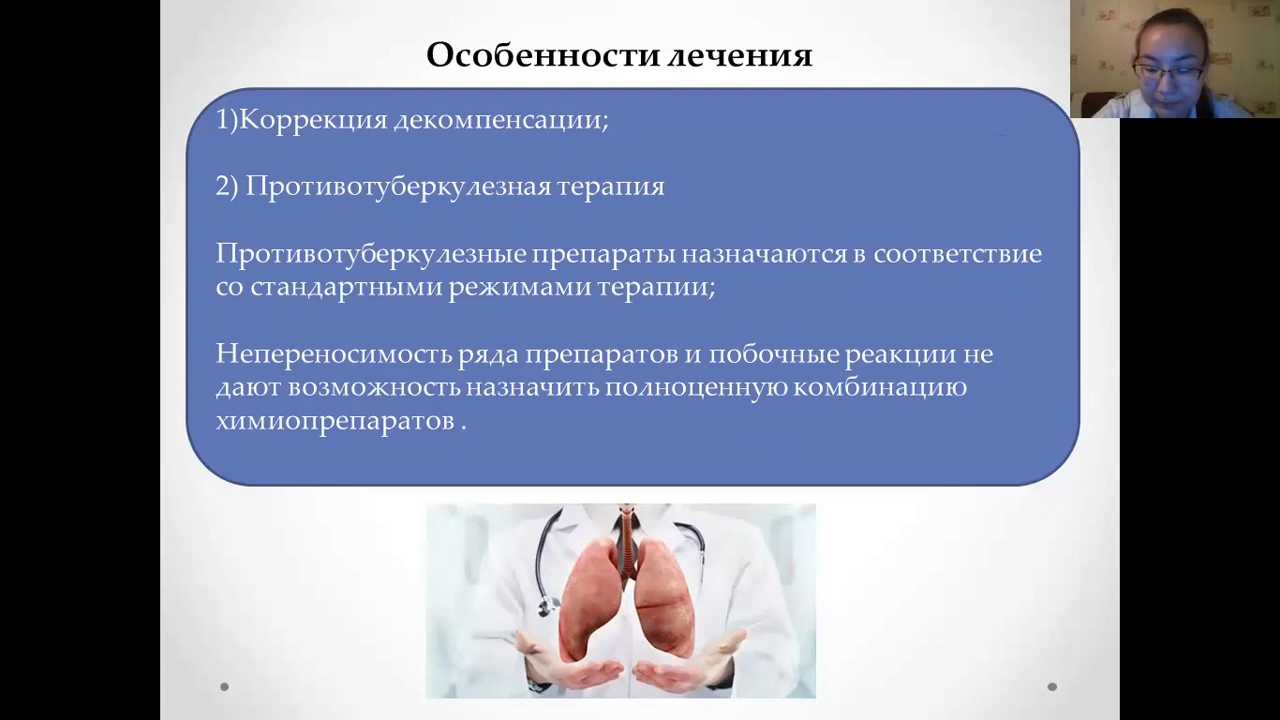 Особенности лечения
1)Коррекция декомпенсации;
2) Противотуберкулезная терапия
Противотуберкулезные препараты назначаются в соответствие
со стандартными режимами терапии;
Непереносимость ряда препаратов и побочные реакции не
дают возможность назначить полноценную комбинацию
химиопрепаратов .